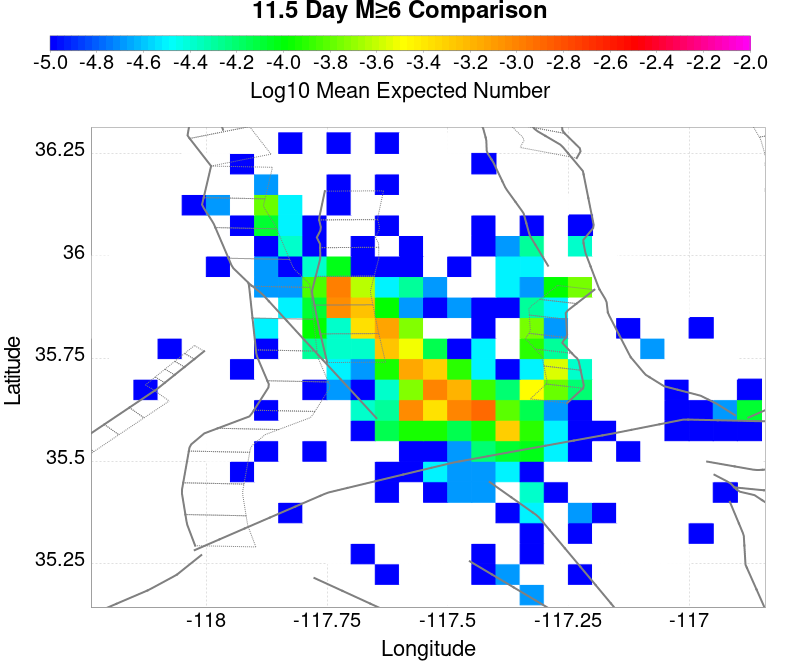 11.5 Day M≥6 Comparison
-5.0 -4.8 -4.6 -4.4 -4.2 -4.0 -3.8 -3.6 -3.4 -3.2 -3.0 -2.8 -2.6 -2.4 -2.2 -2.0
Log10 Mean Expected Number
36.25
36
35.75
35.5
35.25
Latitude
-118 -117.75 -117.5 -117.25 -117
Longitude